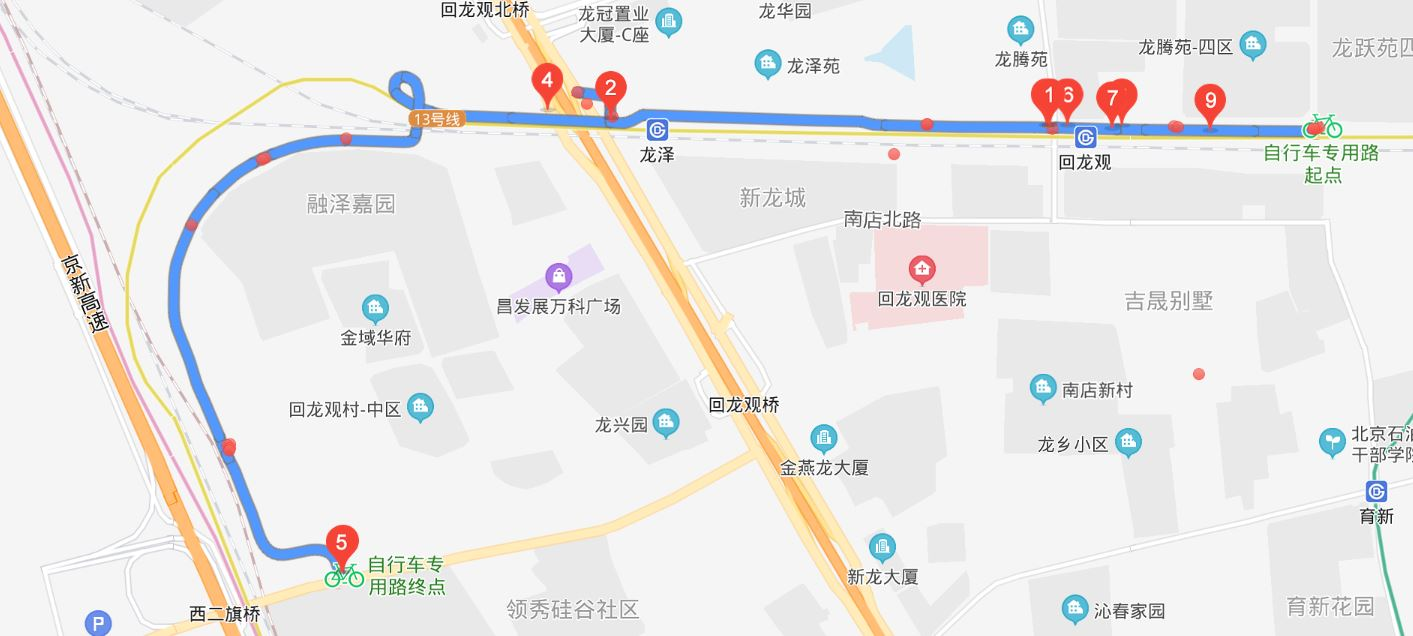 回龙观北桥
龙冠置业
大厦-C座
龙华园
龙泽苑
龙腾苑
龙腾苑-四区
龙跃苑四
4
2
1
3
7
9
13号线
龙泽
回龙观
自行车专用路
起点
融泽嘉园
新龙城
南店北路
京新高速
昌发展万科广场
回龙观医院
吉晟别墅
金域华府
回龙观村-中区
龙兴园
回龙观桥
南店新村
龙乡小区
北京石油
干部学院
金燕龙大厦
育新
5
自行车专
用路终点
新龙大厦
西二旗桥
领秀硅谷社区
沁春家园
育新花园
P